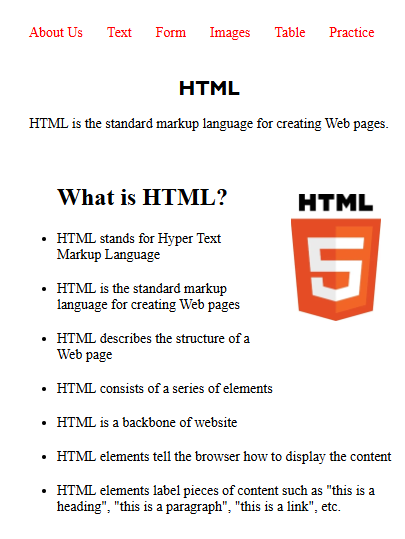 About Us Text Form Images Table Practice
HTML
HTML is the standard markup language for creating Web pages.
What is HTML?
HTML
5
HTML stands for Hyper Text
Markup Language
HTML is the standard markup
language for creating Web pages
HTML describes the structure of a
Web page
HTML consists of a series of elements
HTML is a backbone of website
HTML elements tell the browser how to display the content
HTML elements label pieces of content such as "this is a
heading", "this is a paragraph", "this is a link", etc.